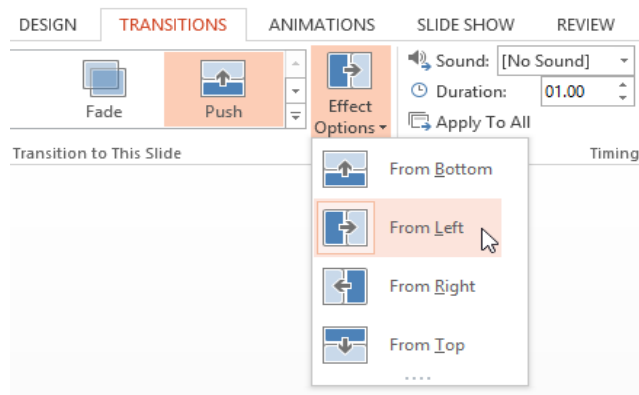 DESIGN TRANSITIONS ANIMATIONS SLIDE SHOW REVIEW
Fade
Push
Effect
Options
Sound: [No Sound]
Duration: 01.00
Apply To All
Transition to This Slide
Timing
From Bottom
From Left
From Right
From Top